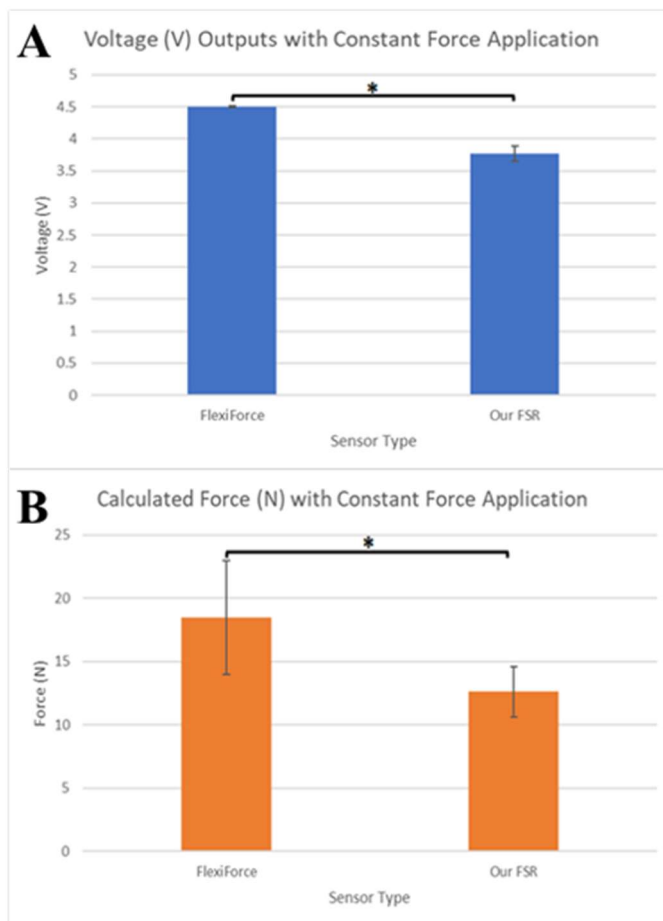 A
Voltage (V) Outputs with Constant Force Application
*
5
4.5
4
3.5
3
2.5
2
1.5
1
0.5
0
Voltage (V)
FlexiForce
Our FSR
Sensor Type
B
Calculated Force (N) with Constant Force Application
*
25
20
15
10
5
0
Force (N)
FlexiForce
Our FSR
Sensor Type